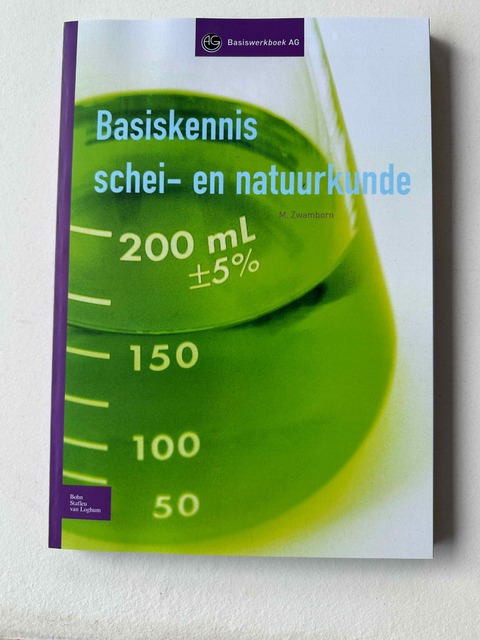 AG Basiswerkboek AG
Basiskennis
schei- en natuurkunde
M. Zwamborn
200 mL
±5%
150
100
50
Bohn
Stafleu
van Loghum